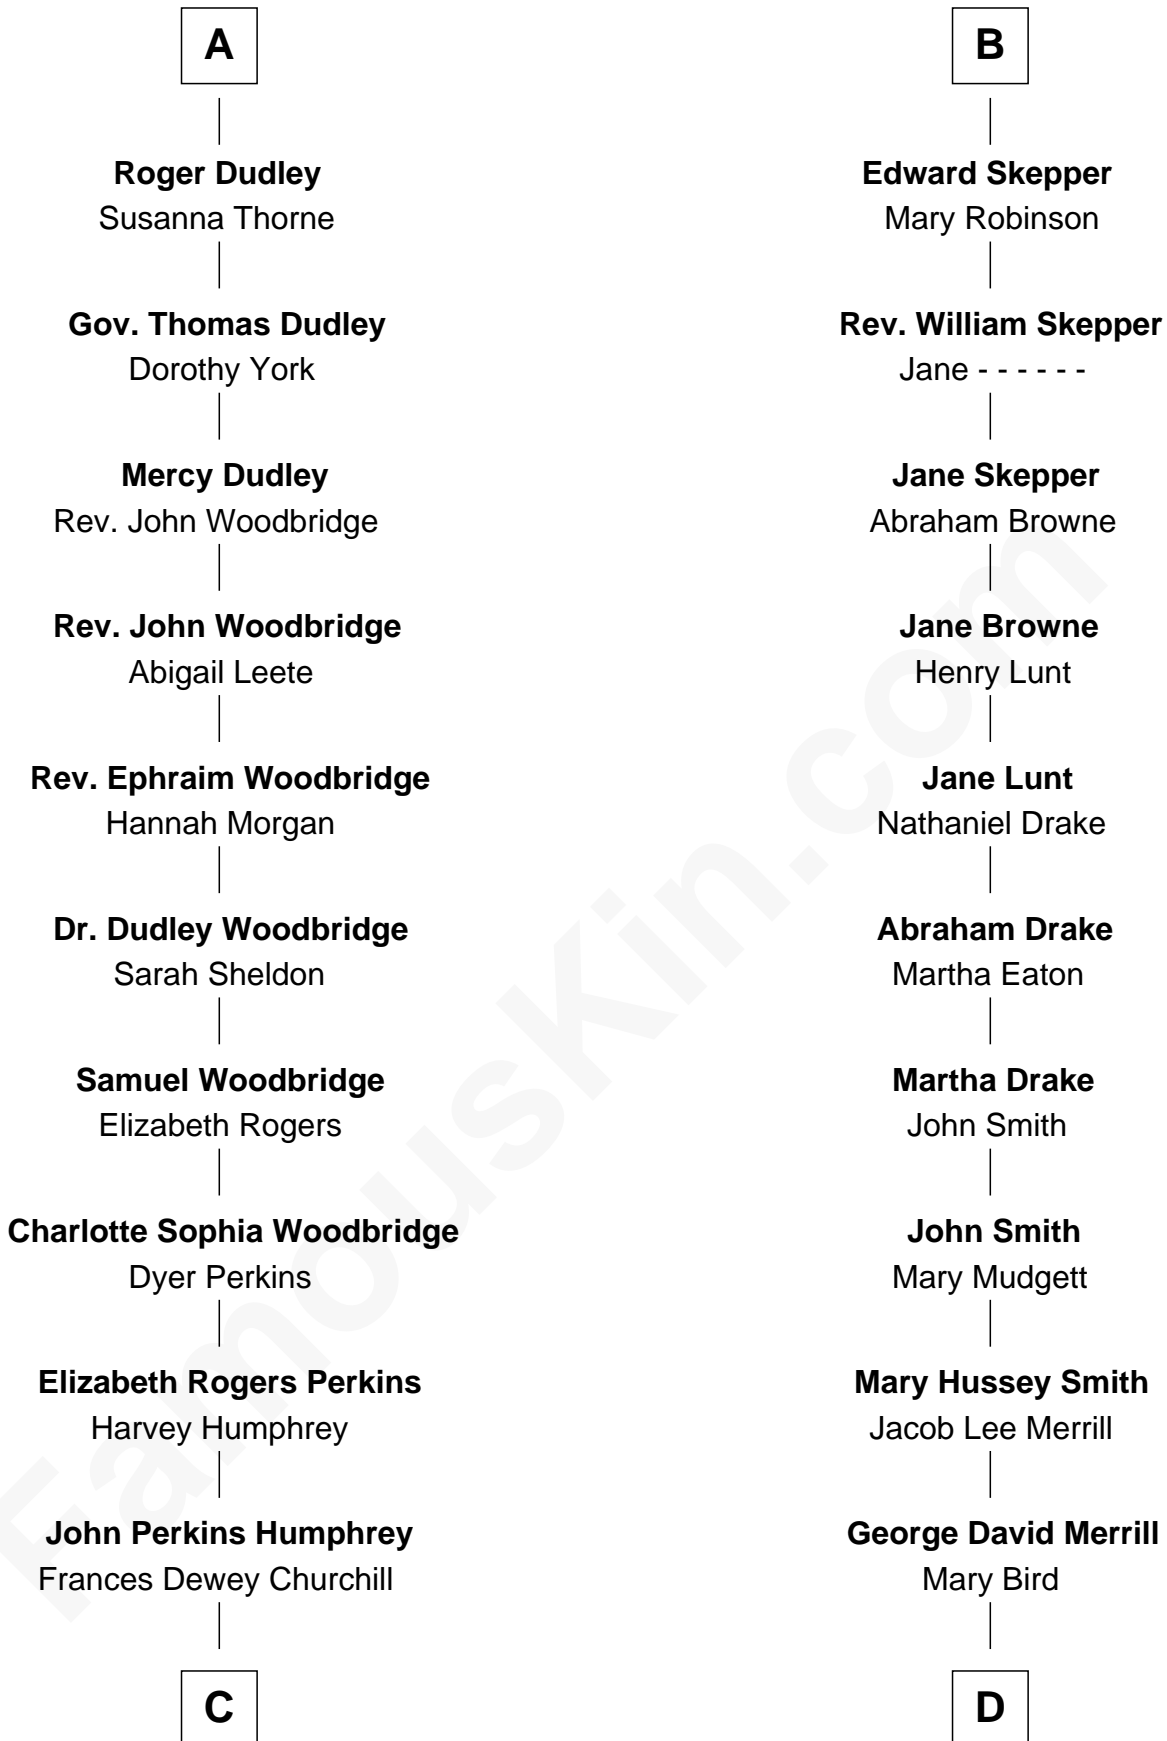 A
Roger Dudley
Susanna Thorne
Gov. Thomas Dudley
Dorothy York
Mercy Dudley
Rev. John Woodbridge
Rev. John Woodbridge
Abigail Leete
Rev. Ephraim Woodbridge
Hannah Morgan
Dr. Dudley Woodbridge
Sarah Sheldon
Samuel Woodbridge
Elizabeth Rogers
Charlotte Sophia Woodbridge
Dyer Perkins
Elizabeth Rogers Perkins
Harvey Humphrey
John Perkins Humphrey
Frances Dewey Churchill
C
B
Edward Skepper
Mary Robinson
Rev. William Skepper
Jane - - - - - -
Jane Skepper
Abraham Browne
Jane Browne
Henry Lunt
Jane Lunt
Nathaniel Drake
Abraham Drake
Martha Eaton
Martha Drake
John Smith
John Smith
Mary Mudgett
Mary Hussey Smith
Jacob Lee Merrill
George David Merrill
Mary Bird
D
FamousKin.com